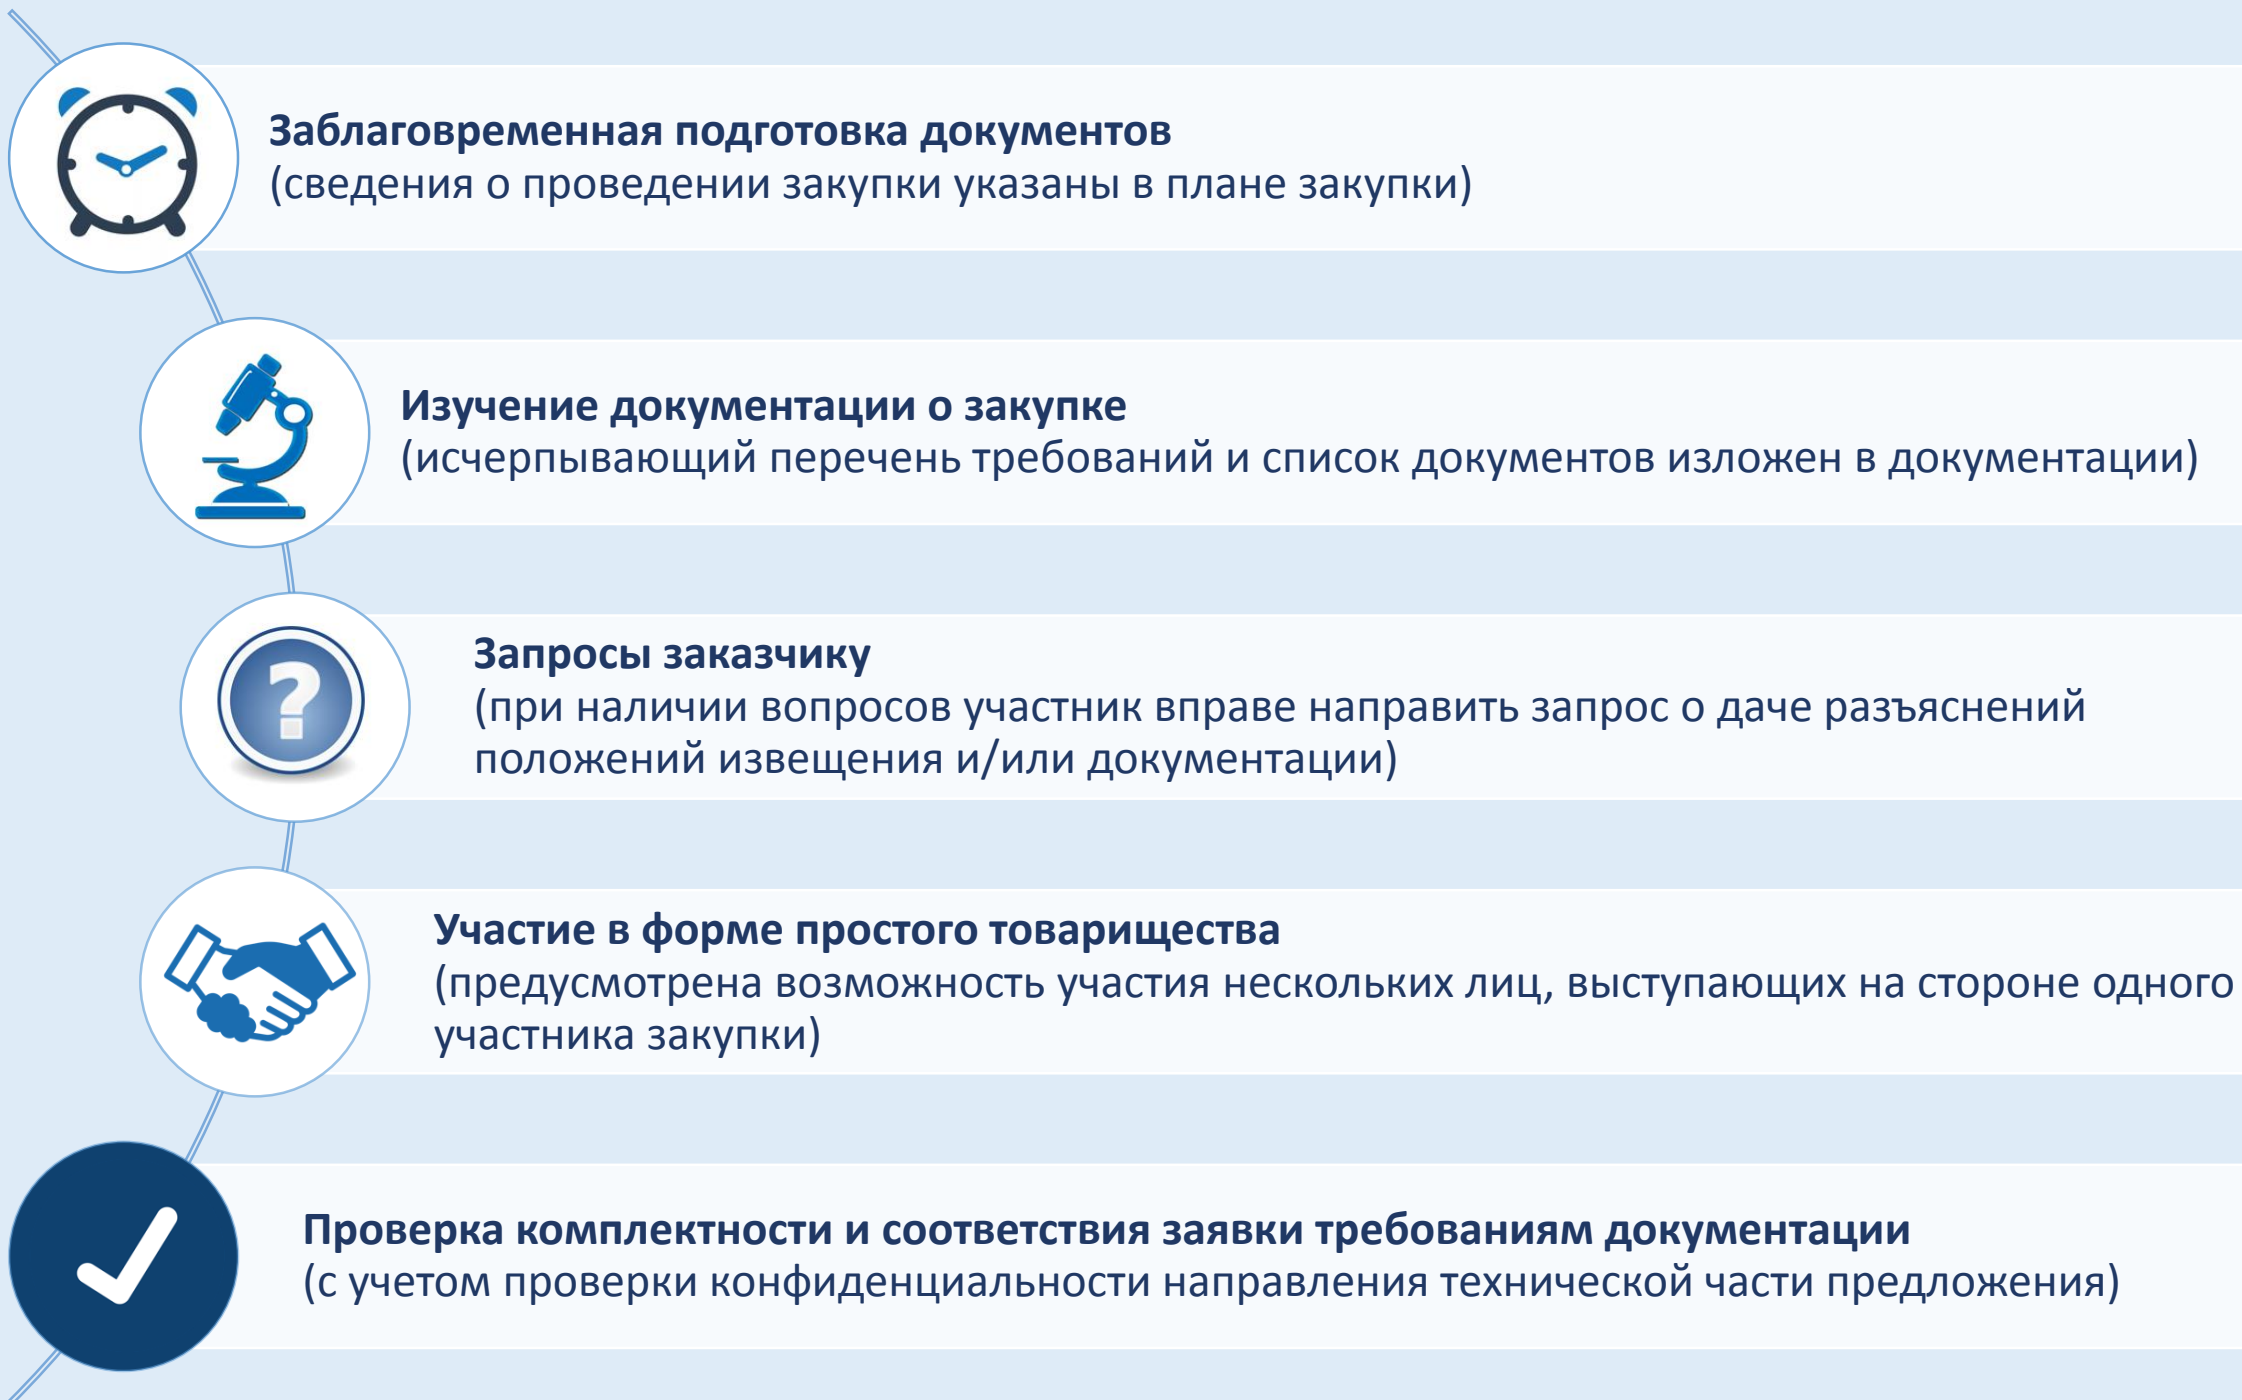 Заблаговременная подготовка документов
(сведения о проведении закупки указаны в плане закупки)
Изучение документации о закупке
(исчерпывающий перечень требований и список документов изложен в документации)
?
Запросы заказчику
(при наличии вопросов участник вправе направить запрос о даче разъяснений
положений извещения и/или документации)
Участие в форме простого товарищества
(предусмотрена возможность участия нескольких лиц, выступающих на стороне одного
участника закупки)
Проверка комплектности и соответствия заявки требованиям документации
(с учетом проверки конфиденциальности направления технической части предложения)